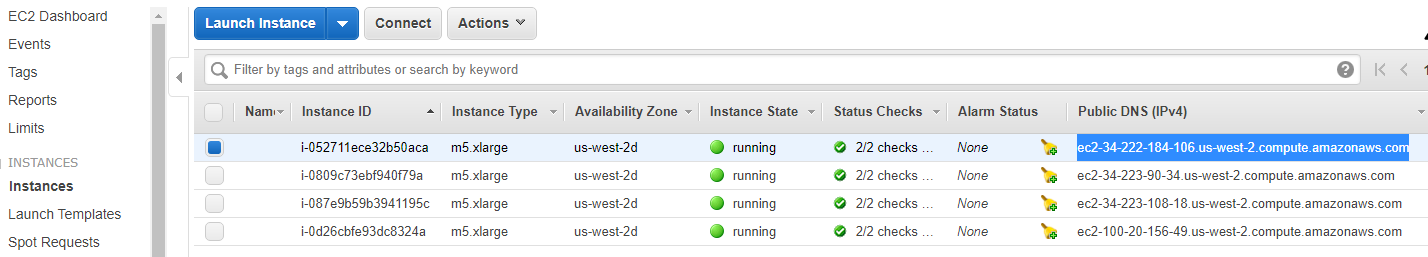 EC2 Dashboard
Events
Tags
Reports
Limits
INSTANCES
Instances
Launch Templates
Spot Requests
Launch Instance Connect Actions
Filter by tags and attributes or search by keyword
Name Instance ID Instance Type Availability Zone Instance State Status Checks Alarm Status Public DNS (IPv4)
i-052711ece32b50aca m5.xlarge us-west-2d running 2/2 checks ... None ec2-34-222-184-106.us-west-2.compute.amazonaws.com
i-0809c73ebf940f79a m5.xlarge us-west-2d running 2/2 checks ... None ec2-34-223-90-34.us-west-2.compute.amazonaws.com
i-087e9b59b3941195c m5.xlarge us-west-2d running 2/2 checks ... None ec2-34-223-108-18.us-west-2.compute.amazonaws.com
i-0d26cbfe93dc8324a m5.xlarge us-west-2d running 2/2 checks ... None ec2-100-20-156-49.us-west-2.compute.amazonaws.com